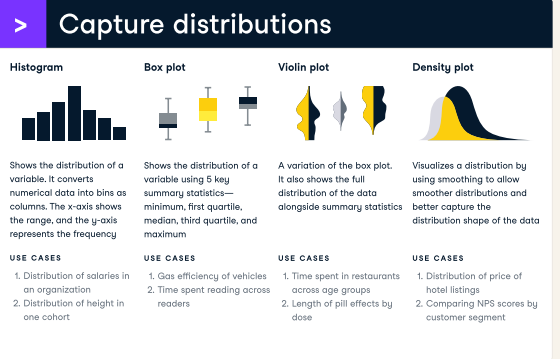 > Capture distributions
Histogram
Shows the distribution of a
variable. It converts
numerical data into bins as
columns. The x-axis shows
the range, and the y-axis
represents the frequency
USE CASES
1. Distribution of salaries in
an organization
2. Distribution of height in
one cohort
Box plot
Shows the distribution of a
variable using 5 key
summary statistics—
minimum, first quartile,
median, third quartile, and
maximum
USE CASES
1. Gas efficiency of vehicles
2. Time spent reading across
readers
Violin plot
A variation of the box plot.
It also shows the full
distribution of the data
alongside summary statistics
USE CASES
1. Time spent in restaurants
across age groups
2. Length of pill effects by
dose
Density plot
Visualizes a distribution by
using smoothing to allow
smoother distributions and
better capture the
distribution shape of the data
USE CASES
1. Distribution of price of
hotel listings
2. Comparing NPS scores by
customer segment